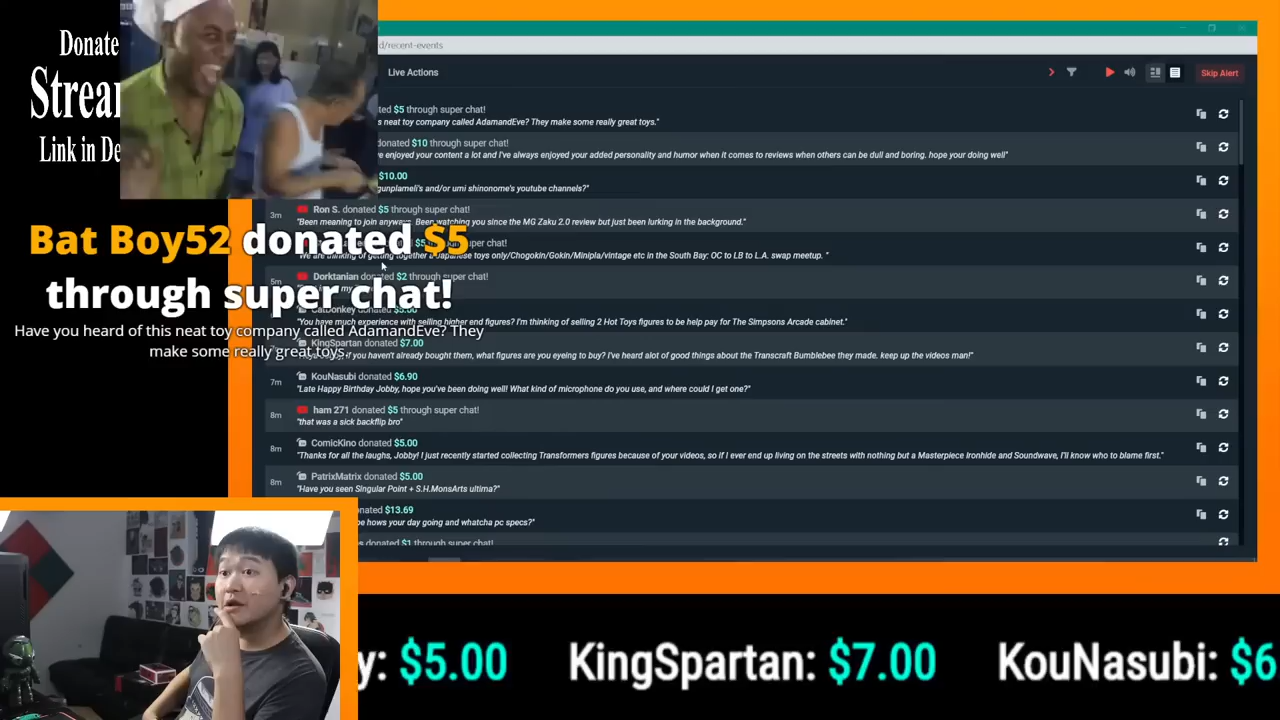 Donate
Strea
Link in De
Bat Boy52 donated $5
through super chat!
Have you heard of this neat toy company called AdamandEve? They
make some really great toys.
d/recent-events
Live Actions
Skip Alert
ted $5 through super chat!
s neat toy company called AdamandEve? They make some really great toys."
donated $10 through super chat!
e enjoyed your content a lot and I've always enjoyed your added personality and humor when it comes to reviews when others can be dull and boring. hope your doing well"
$10.00
gunplameli's and/or umi shinonome's youtube channels?"
3m
Ron S. donated $5 through super chat!
"Been meaning to join anyways. Been watching you since the MG Zaku 2.0 review but just been lurking in the background."
$5 through super chat!
"We are thinking of getting together a Japanese toys only/Chogokin/Gokin/Minipla/vintage etc in the South Bay: OC to LB to L.A. swap meetup. "
5m
Dorktanian donated $2 through super chat!
CatDonkey donated $5.00
"You have much experience with selling higher end figures? I'm thinking of selling 2 Hot Toys figures to be help pay for The Simpsons Arcade cabinet."
KingSpartan donated $7.00
if you haven't already bought them, what figures are you eyeing to buy? I've heard alot of good things about the Transcraft Bumblebee they made. keep up the videos man!"
7m
KouNasubi donated $6.90
"Late Happy Birthday Jobby, hope you've been doing well! What kind of microphone do you use, and where could I get one?"
8m
ham 271 donated $5 through super chat!
"that was a sick backflip bro"
8m
ComicKino donated $5.00
"Thanks for all the laughs, Jobby! I just recently started collecting Transformers figures because of your videos, so if I ever end up living on the streets with nothing but a Masterpiece Ironhide and Soundwave, I'll know who to blame first."
8m
PatrixMatrix donated $5.00
"Have you seen Singular Point + S.H.MonsArts ultima?"
ated $13.69
e hows your day going and whatcha pc specs?"
$1 through super chat!
y: $5.00 KingSpartan: $7.00 KouNasubi: $6